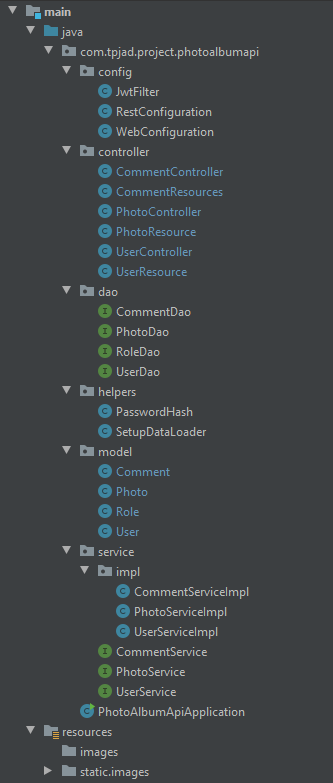 main
java
com.tpjad.project.photoalbumapi
config
JwtFilter
RestConfiguration
WebConfiguration
controller
CommentController
CommentResources
PhotoController
PhotoResource
UserController
UserResource
dao
CommentDao
PhotoDao
RoleDao
UserDao
helpers
PasswordHash
SetupDataLoader
model
Comment
Photo
Role
User
service
impl
CommentServiceImpl
PhotoServiceImpl
UserServiceImpl
CommentService
PhotoService
UserService
PhotoAlbumApiApplication
resources
images
static.images